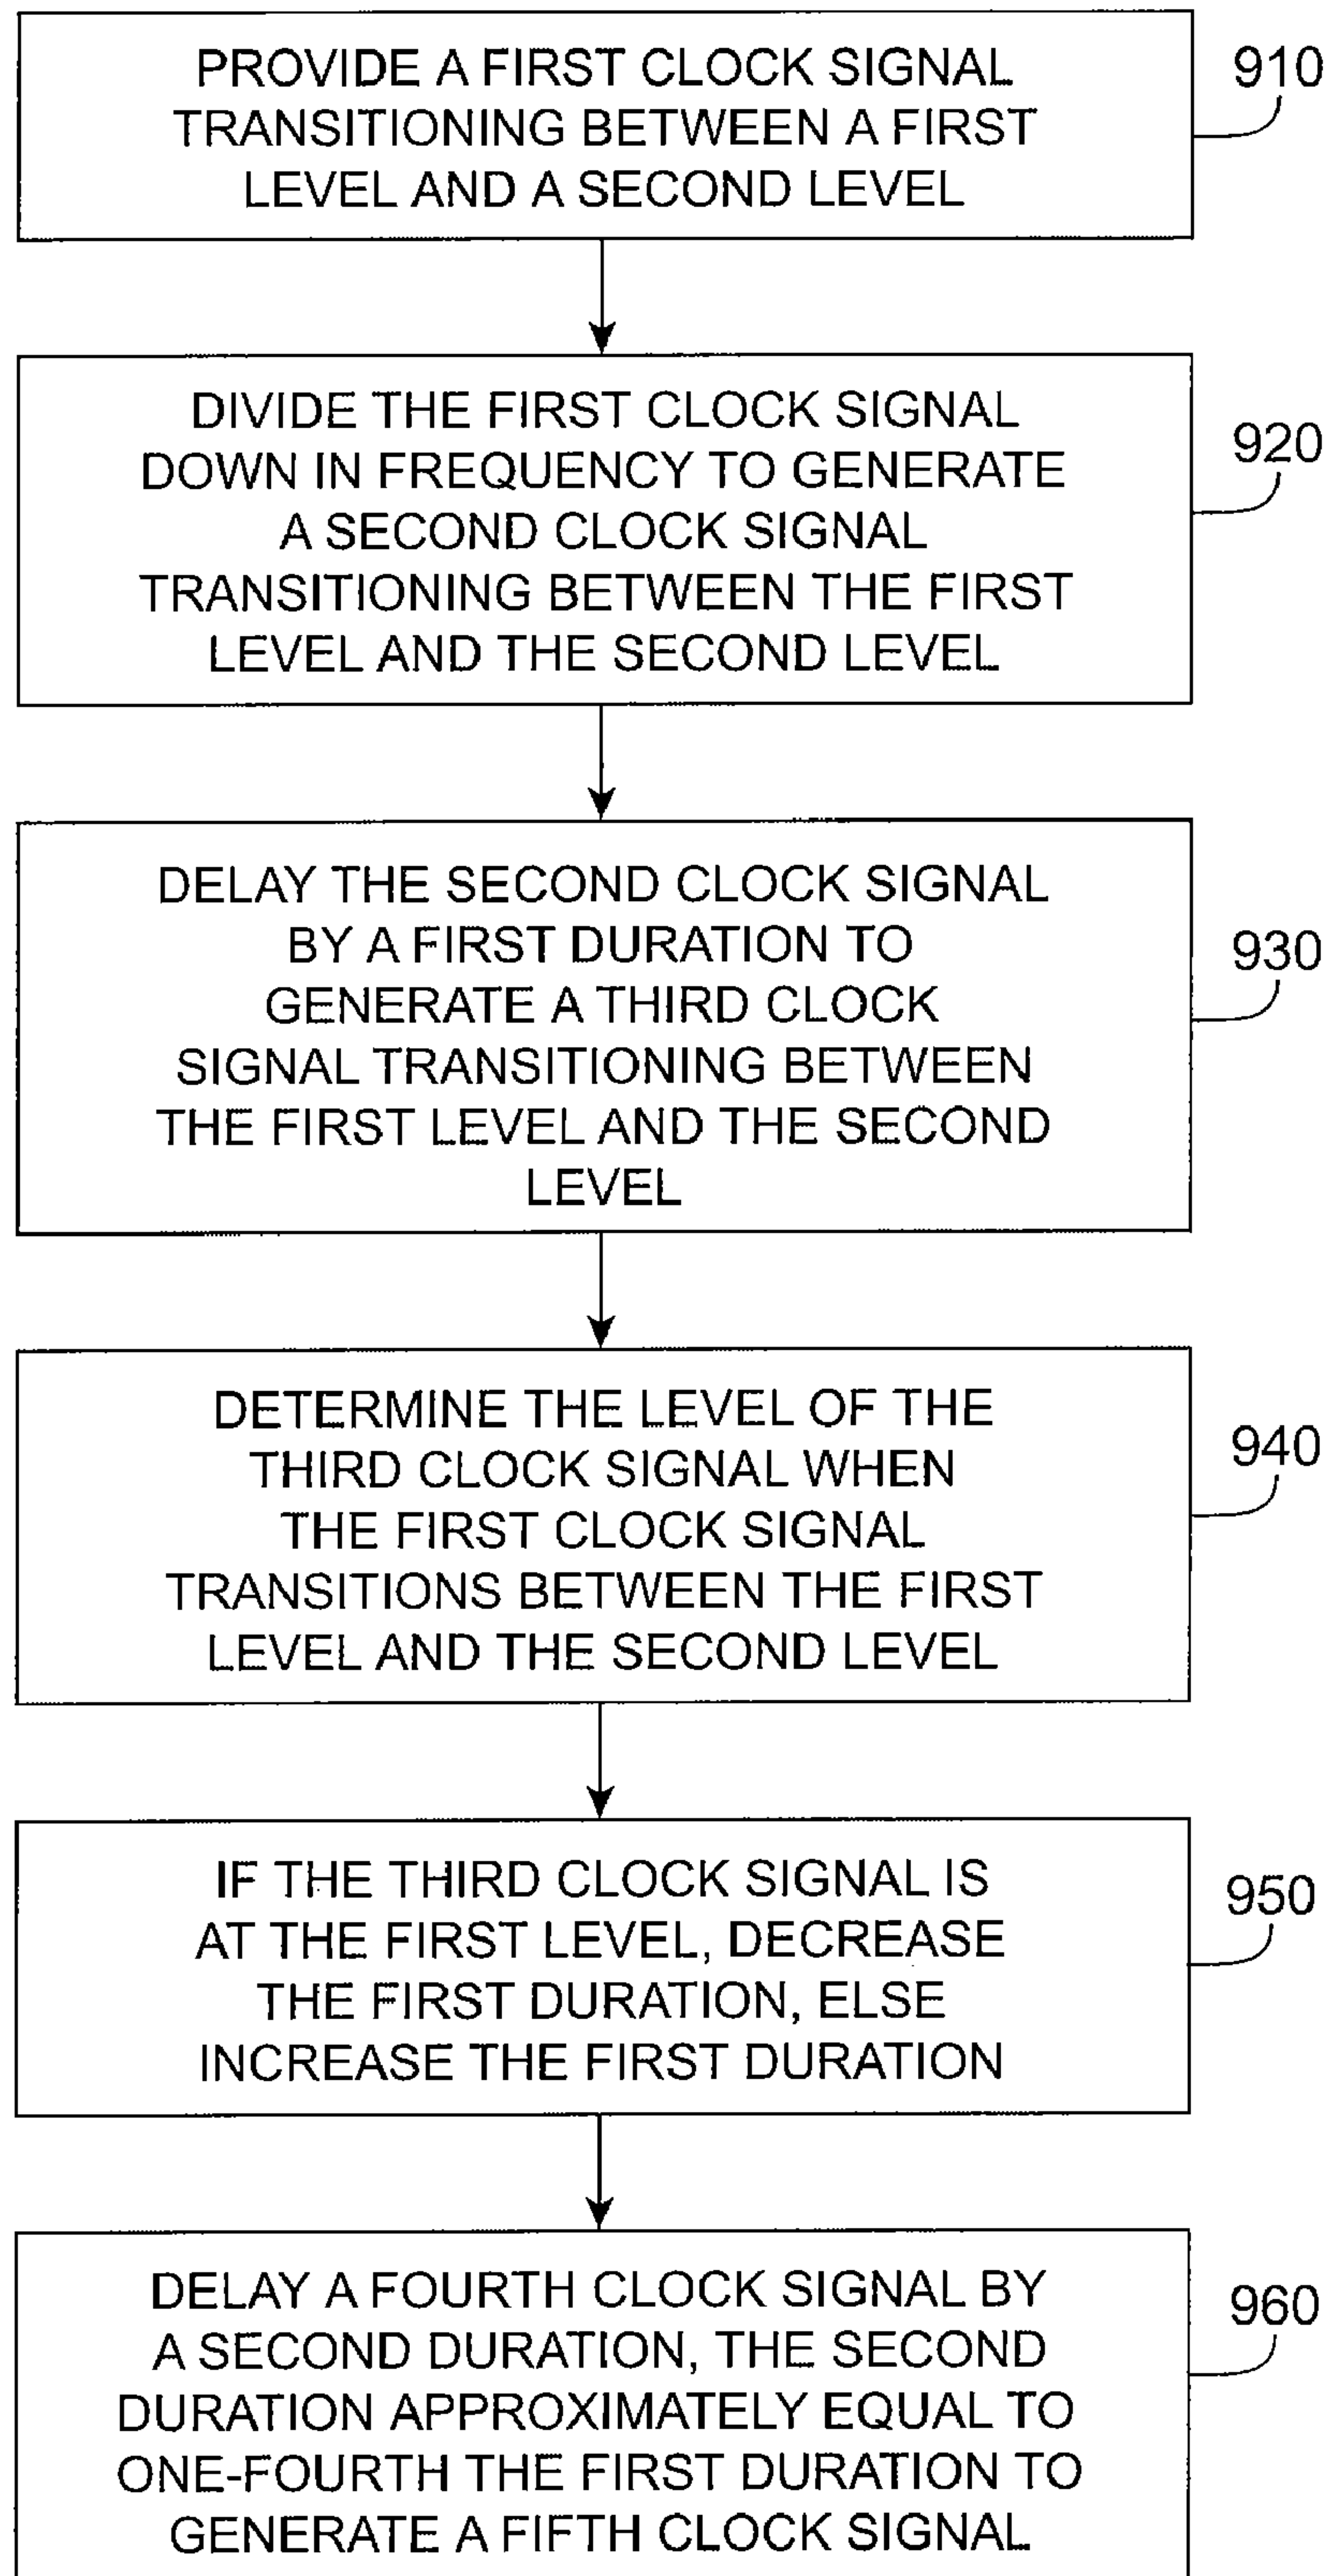 PROVIDE A FIRST CLOCK SIGNAL
TRANSITIONING BETWEEN A FIRST
LEVEL AND A SECOND LEVEL
910
DIVIDE THE FIRST CLOCK SIGNAL
DOWN IN FREQUENCY TO GENERATE
A SECOND CLOCK SIGNAL
TRANSITIONING BETWEEN THE FIRST
LEVEL AND THE SECOND LEVEL
920
DELAY THE SECOND CLOCK SIGNAL
BY A FIRST DURATION TO
GENERATE A THIRD CLOCK
SIGNAL TRANSITIONING BETWEEN
THE FIRST LEVEL AND THE SECOND
LEVEL
930
DETERMINE THE LEVEL OF THE
THIRD CLOCK SIGNAL WHEN
THE FIRST CLOCK SIGNAL
TRANSITIONS BETWEEN THE FIRST
LEVEL AND THE SECOND LEVEL
940
IF THE THIRD CLOCK SIGNAL IS
AT THE FIRST LEVEL, DECREASE
THE FIRST DURATION, ELSE
INCREASE THE FIRST DURATION
950
DELAY A FOURTH CLOCK SIGNAL BY
A SECOND DURATION, THE SECOND
DURATION APPROXIMATELY EQUAL TO
ONE-FOURTH THE FIRST DURATION TO
GENERATE A FIFTH CLOCK SIGNAL
960